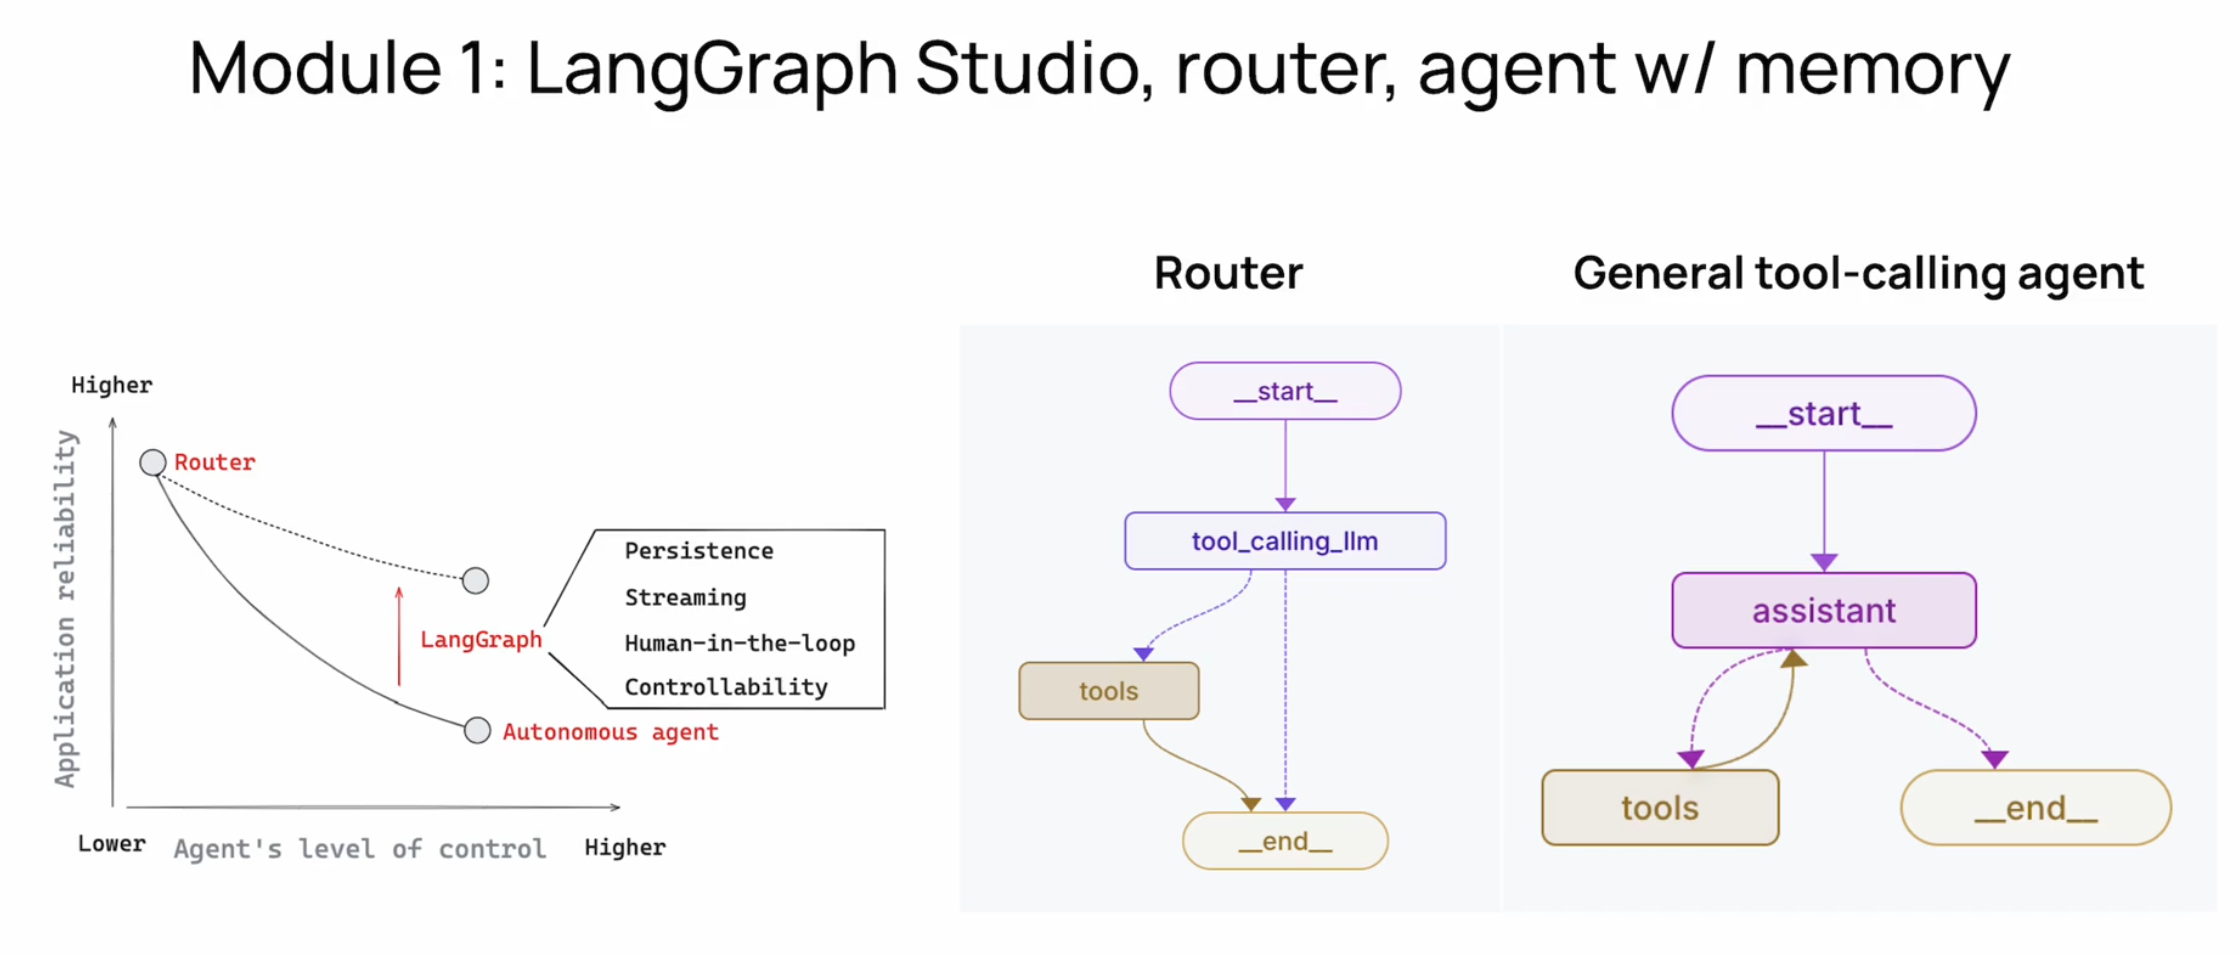 Module 1: LangGraph Studio, router, agent w/ memory
Higher
Application reliability
Router
LangGraph
Persistence
Streaming
Human-in-the-loop
Controllability
Autonomous agent
Lower
Agent's level of control
Higher
Router
__start__
tool_calling_llm
tools
__end__
General tool-calling agent
__start__
assistant
tools
__end__